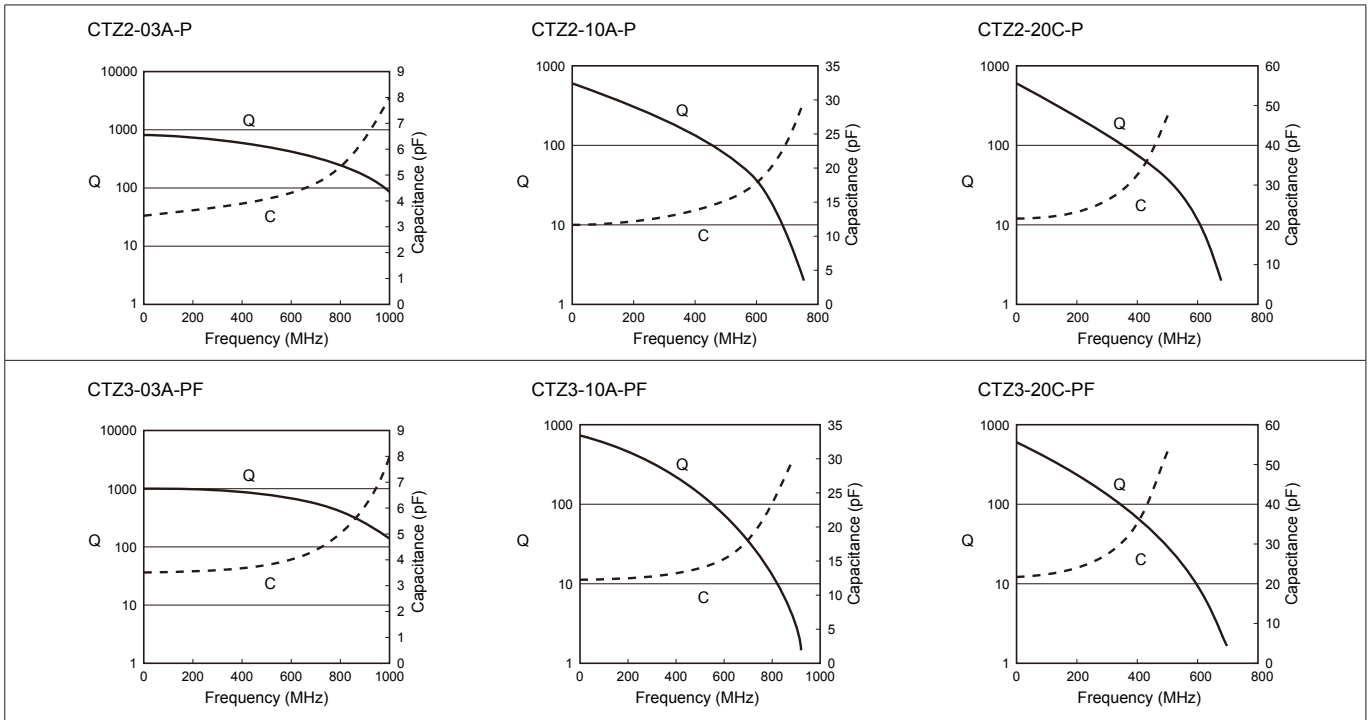 CTZ2-03A-P
10000
1000
100
10
1
Q
Q
C
9
8
7
6
5
4
3
2
1
0
Capacitance (pF)
0 200 400 600 800 1000
Frequency (MHz)
CTZ2-10A-P
1000
100
10
1
Q
Q
C
35
30
25
20
15
10
5
0
Capacitance (pF)
0 200 400 600 800
Frequency (MHz)
CTZ2-20C-P
1000
100
10
1
Q
Q
C
60
50
40
30
20
10
0
Capacitance (pF)
0 200 400 600 800
Frequency (MHz)
CTZ3-03A-PF
10000
1000
100
10
1
Q
Q
C
9
8
7
6
5
4
3
2
1
0
Capacitance (pF)
0 200 400 600 800 1000
Frequency (MHz)
CTZ3-10A-PF
1000
100
10
1
Q
Q
C
35
30
25
20
15
10
5
0
Capacitance (pF)
0 200 400 600 800 1000
Frequency (MHz)
CTZ3-20C-PF
1000
100
10
1
Q
Q
C
60
50
40
30
20
10
0
Capacitance (pF)
0 200 400 600 800
Frequency (MHz)